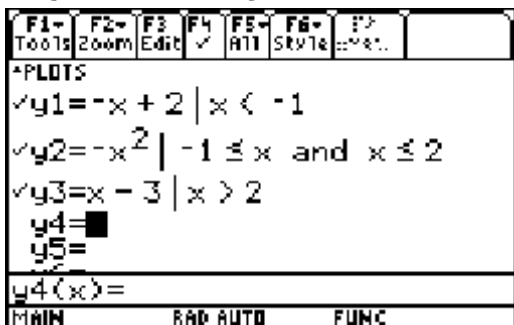 F1▾ F2▾ F3 F4 F5▾ F6▾
Tools Zoom Edit ✓ All Style
▴PLOTS
✓y1=⁻x + 2 | x < ⁻1
✓y2=⁻x² | ⁻1 ≤ x and x ≤ 2
✓y3=x − 3 | x > 2
y4=
y5=
y4(x)=
MAIN RAD AUTO FUNC